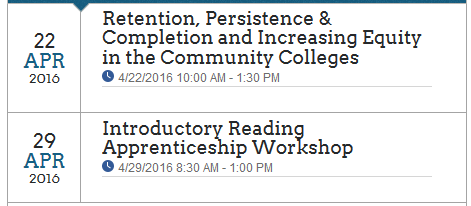 22
APR
2016
Retention, Persistence &
Completion and Increasing Equity
in the Community Colleges
4/22/2016 10:00 AM - 1:30 PM
29
APR
2016
Introductory Reading
Apprenticeship Workshop
4/29/2016 8:30 AM - 1:00 PM